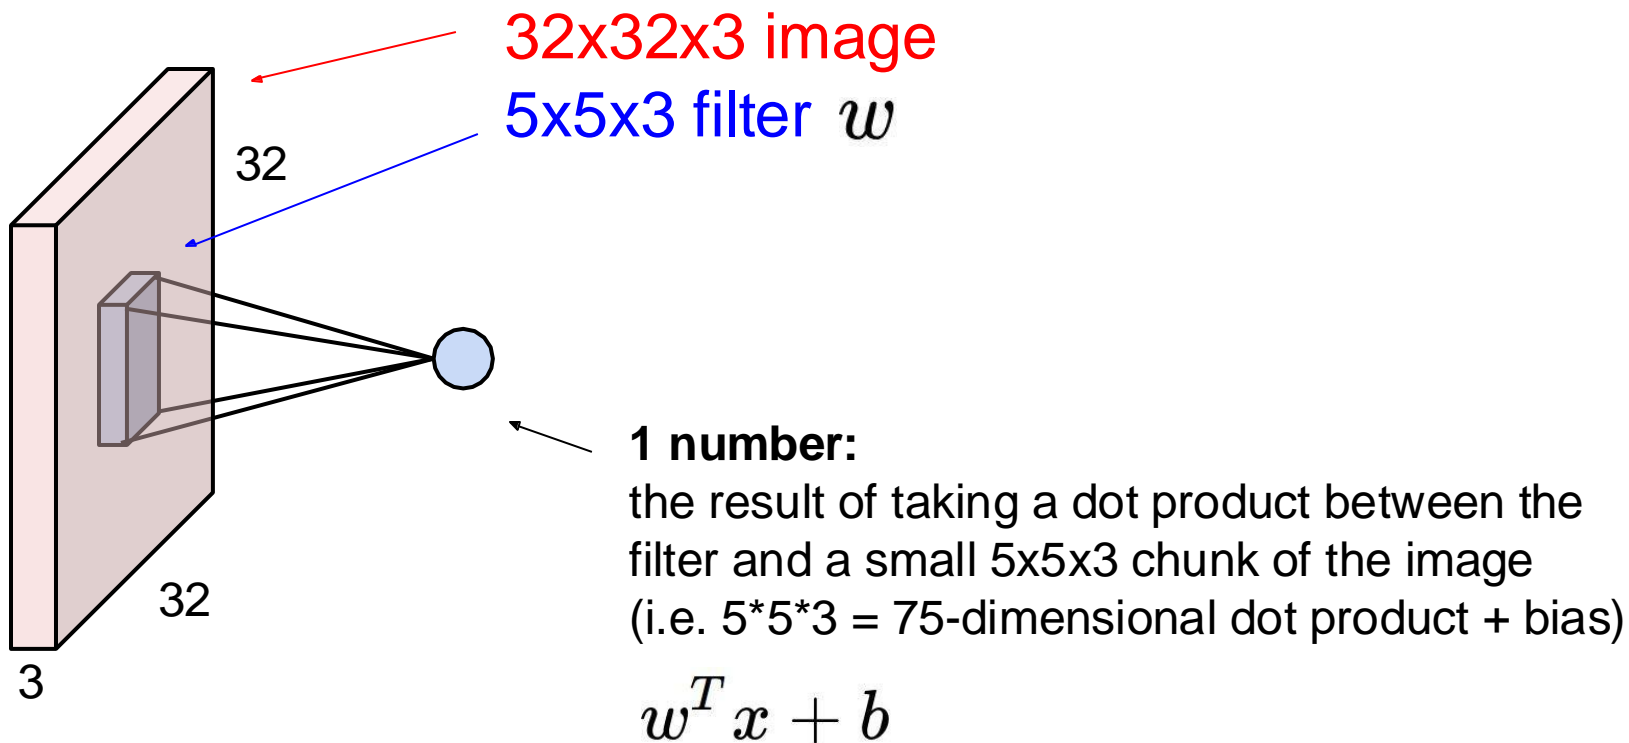 32x32x3 image
5x5x3 filter w
32
32
3
1 number:
the result of taking a dot product between the
filter and a small 5x5x3 chunk of the image
(i.e. 5*5*3 = 75-dimensional dot product + bias)
w^T x + b